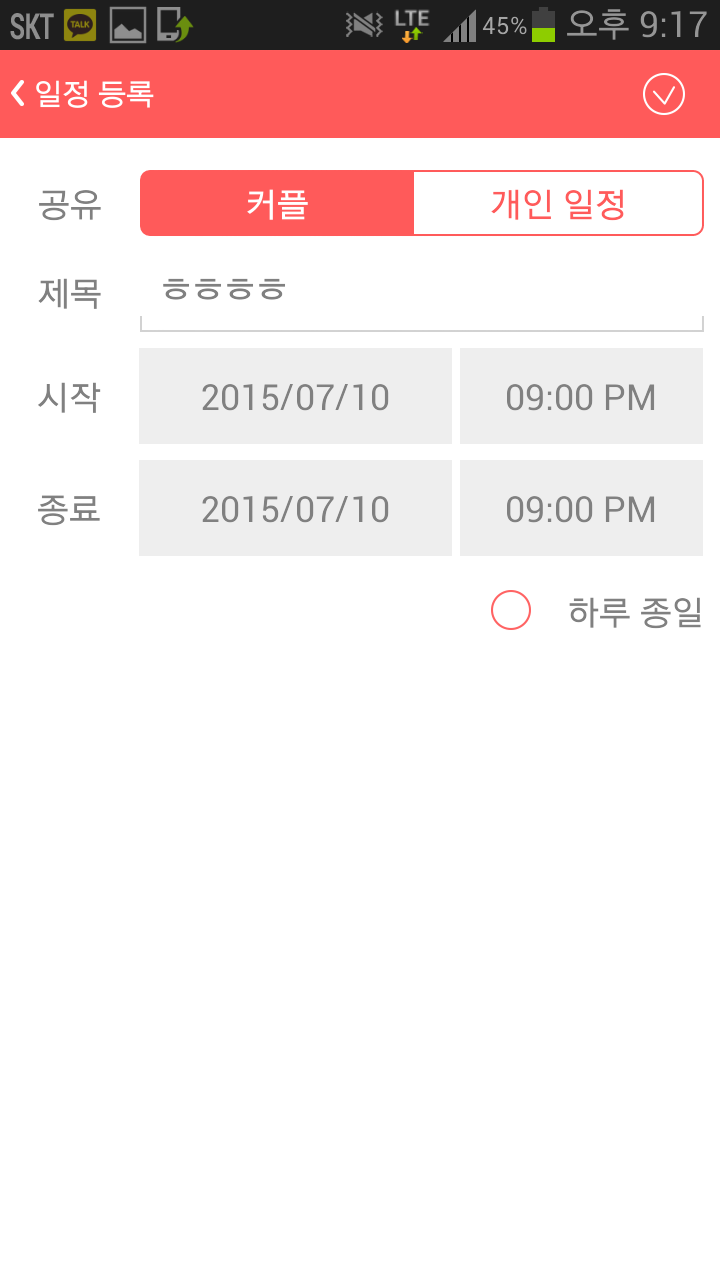 SKT TALK LTE 45% 오후 9:17
일정 등록
공유 커플 개인 일정
제목 ㅎㅎㅎㅎ
시작 2015/07/10 09:00 PM
종료 2015/07/10 09:00 PM
하루 종일